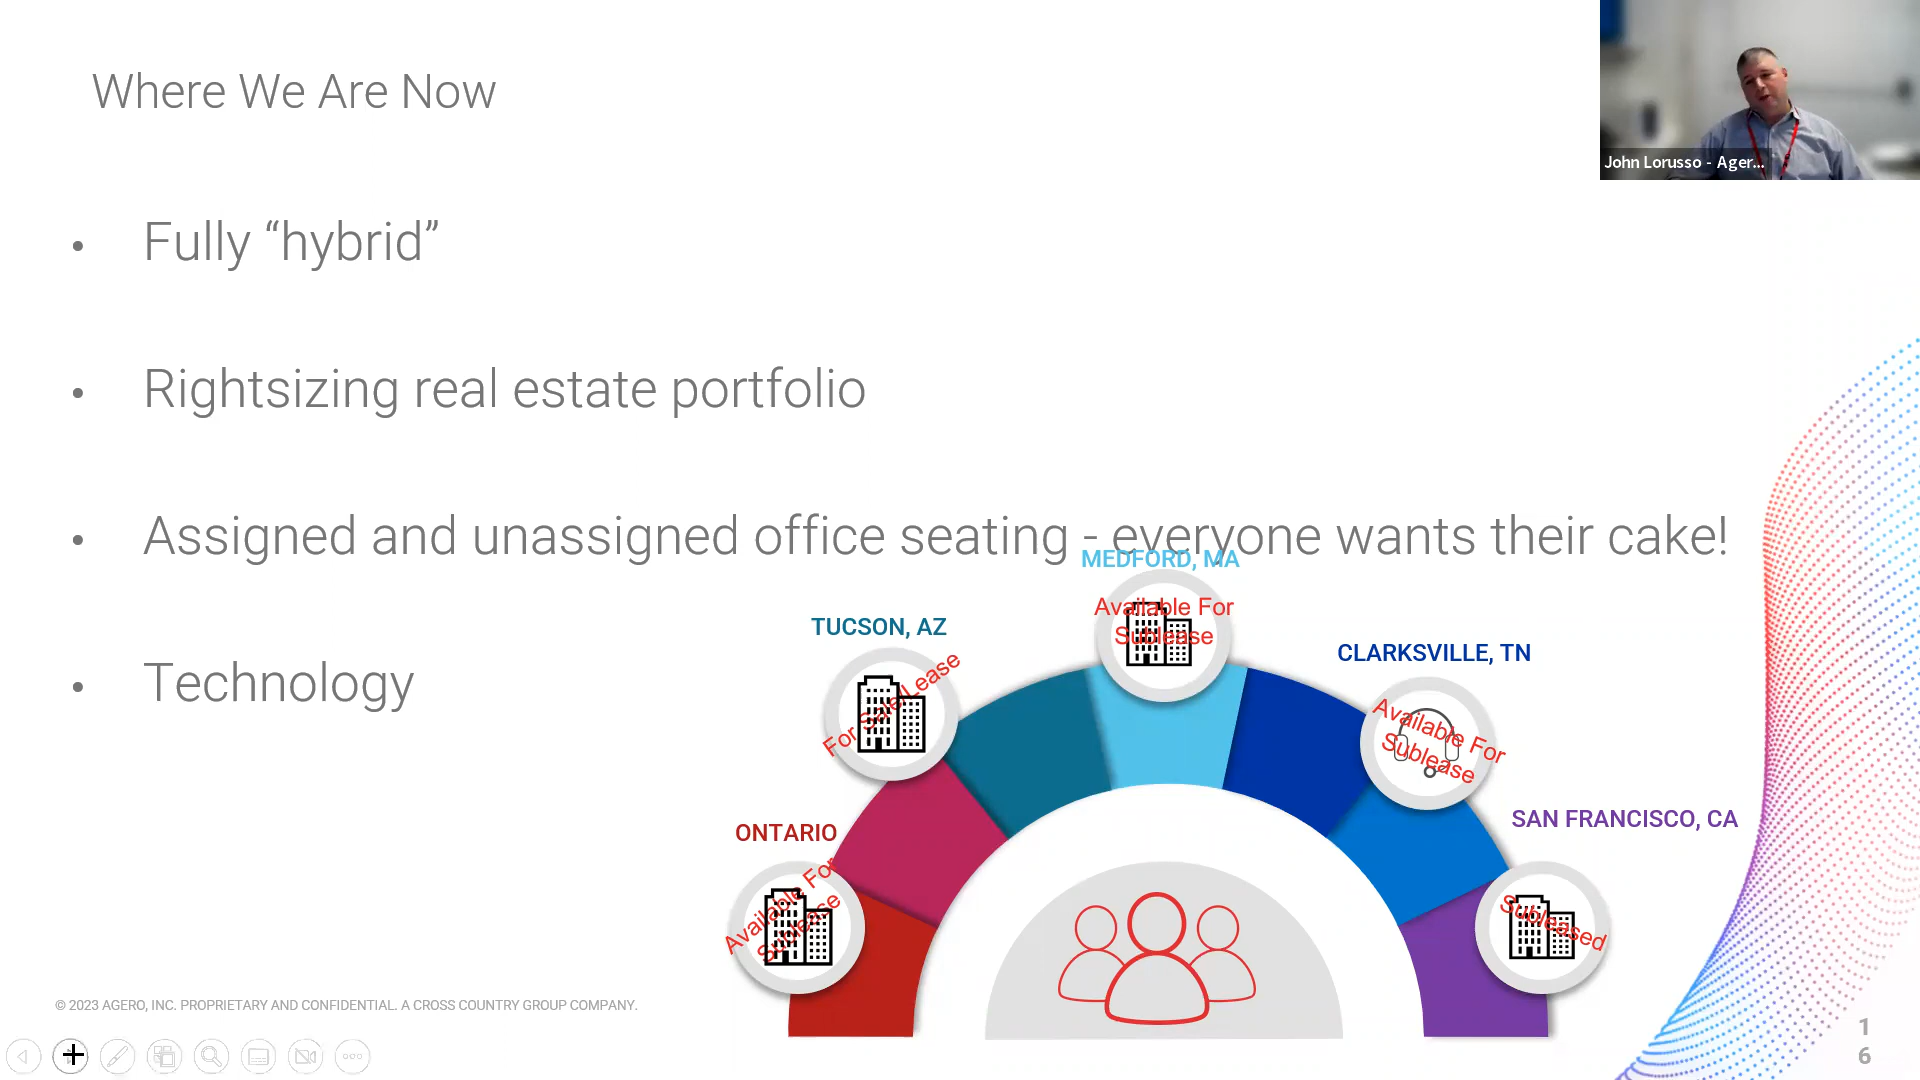 Where We Are Now
John Lorusso - Ager...
• Fully “hybrid”
• Rightsizing real estate portfolio
• Assigned and unassigned office seating - everyone wants their cake!
• Technology
MEDFORD, MA
Available For
Sublease
TUCSON, AZ
For Sale/Lease
CLARKSVILLE, TN
Available For
Sublease
ONTARIO
Available For
Sublease
SAN FRANCISCO, CA
Subleased
© 2023 AGERO, INC. PROPRIETARY AND CONFIDENTIAL. A CROSS COUNTRY GROUP COMPANY.
1
6